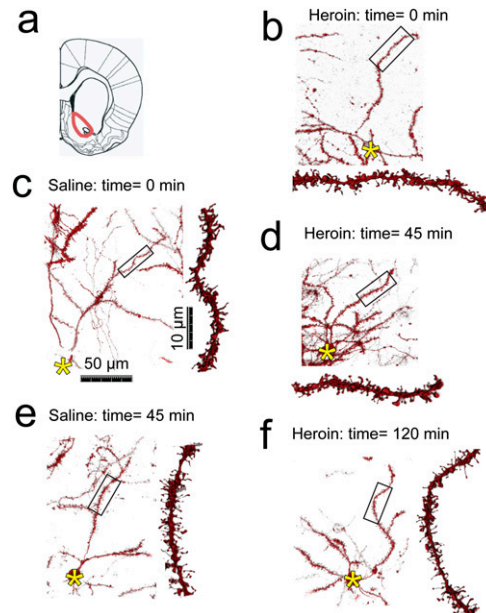 a
b
Heroin: time= 0 min
c
Saline: time= 0 min
10 µm
50 µm
d
Heroin: time= 45 min
e
Saline: time= 45 min
f
Heroin: time= 120 min